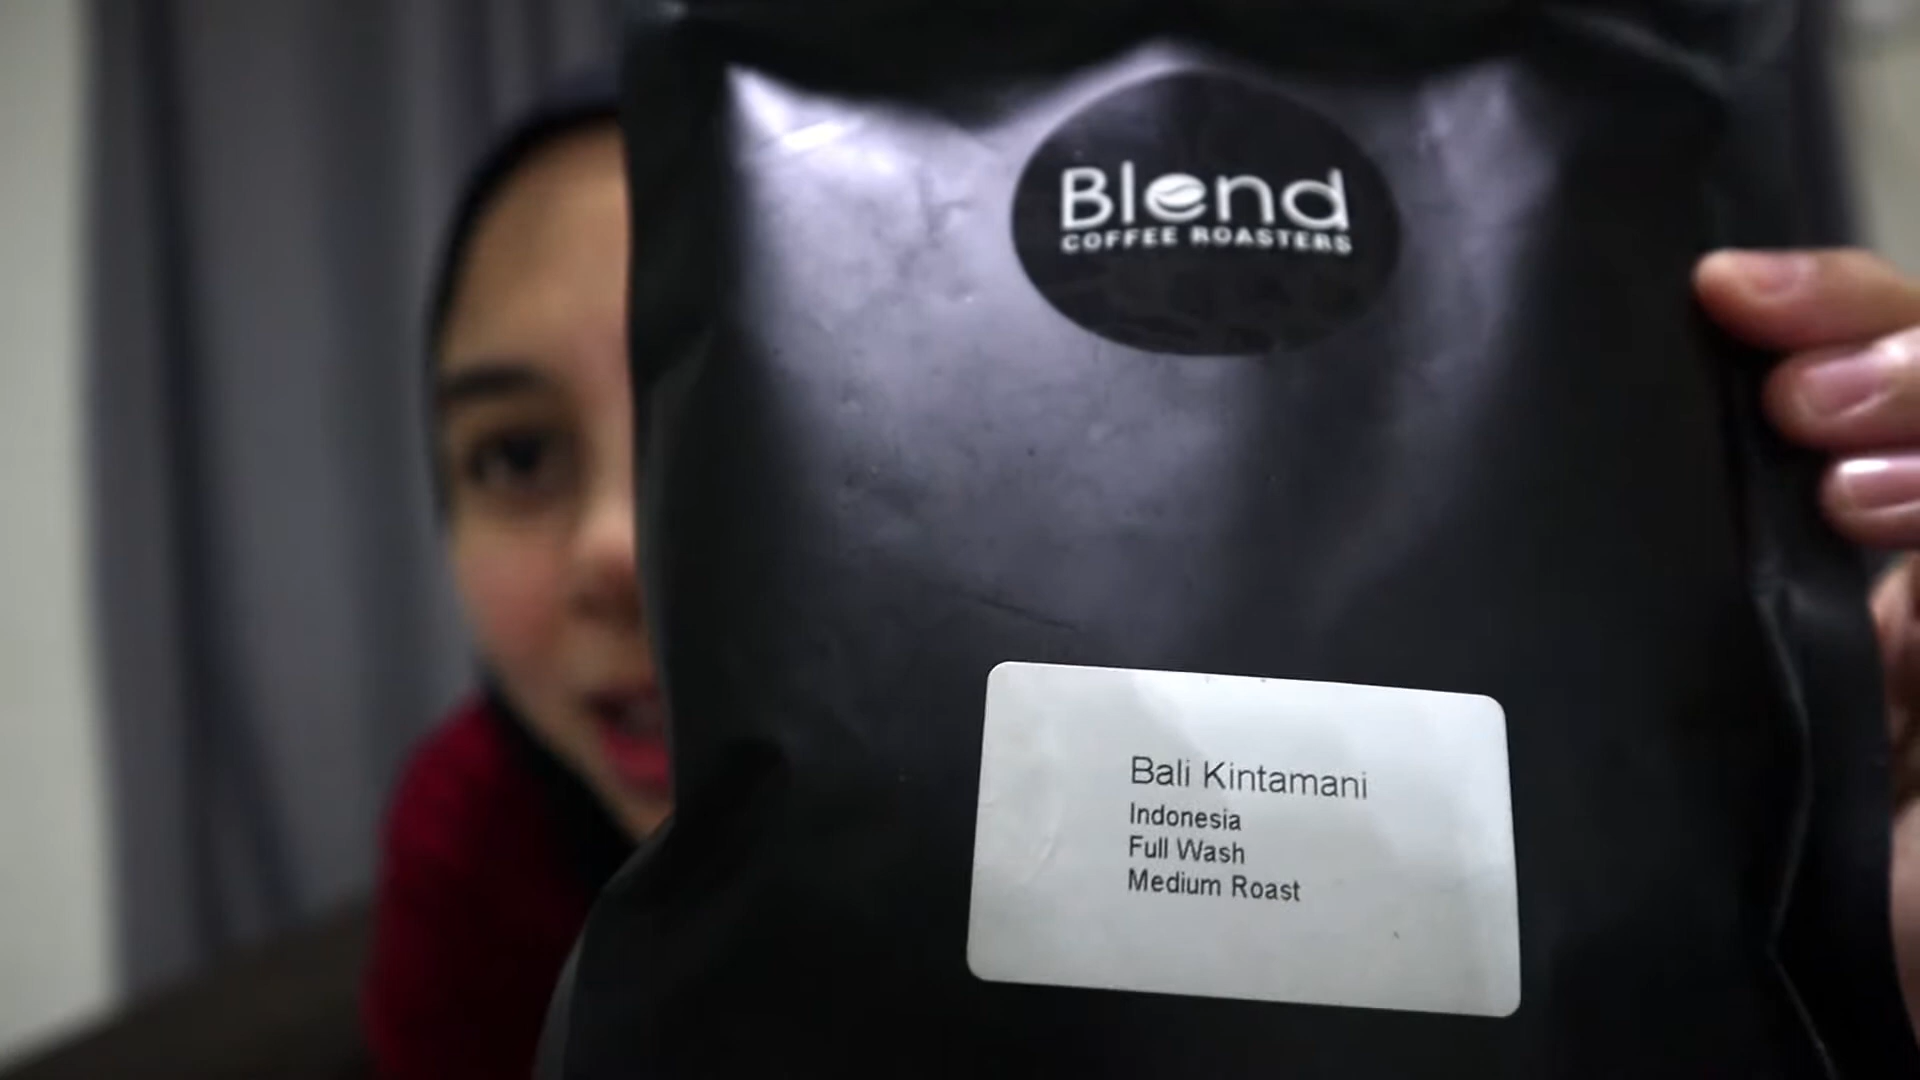 Blend
COFFEE ROASTERS
Bali Kintamani
Indonesia
Full Wash
Medium Roast